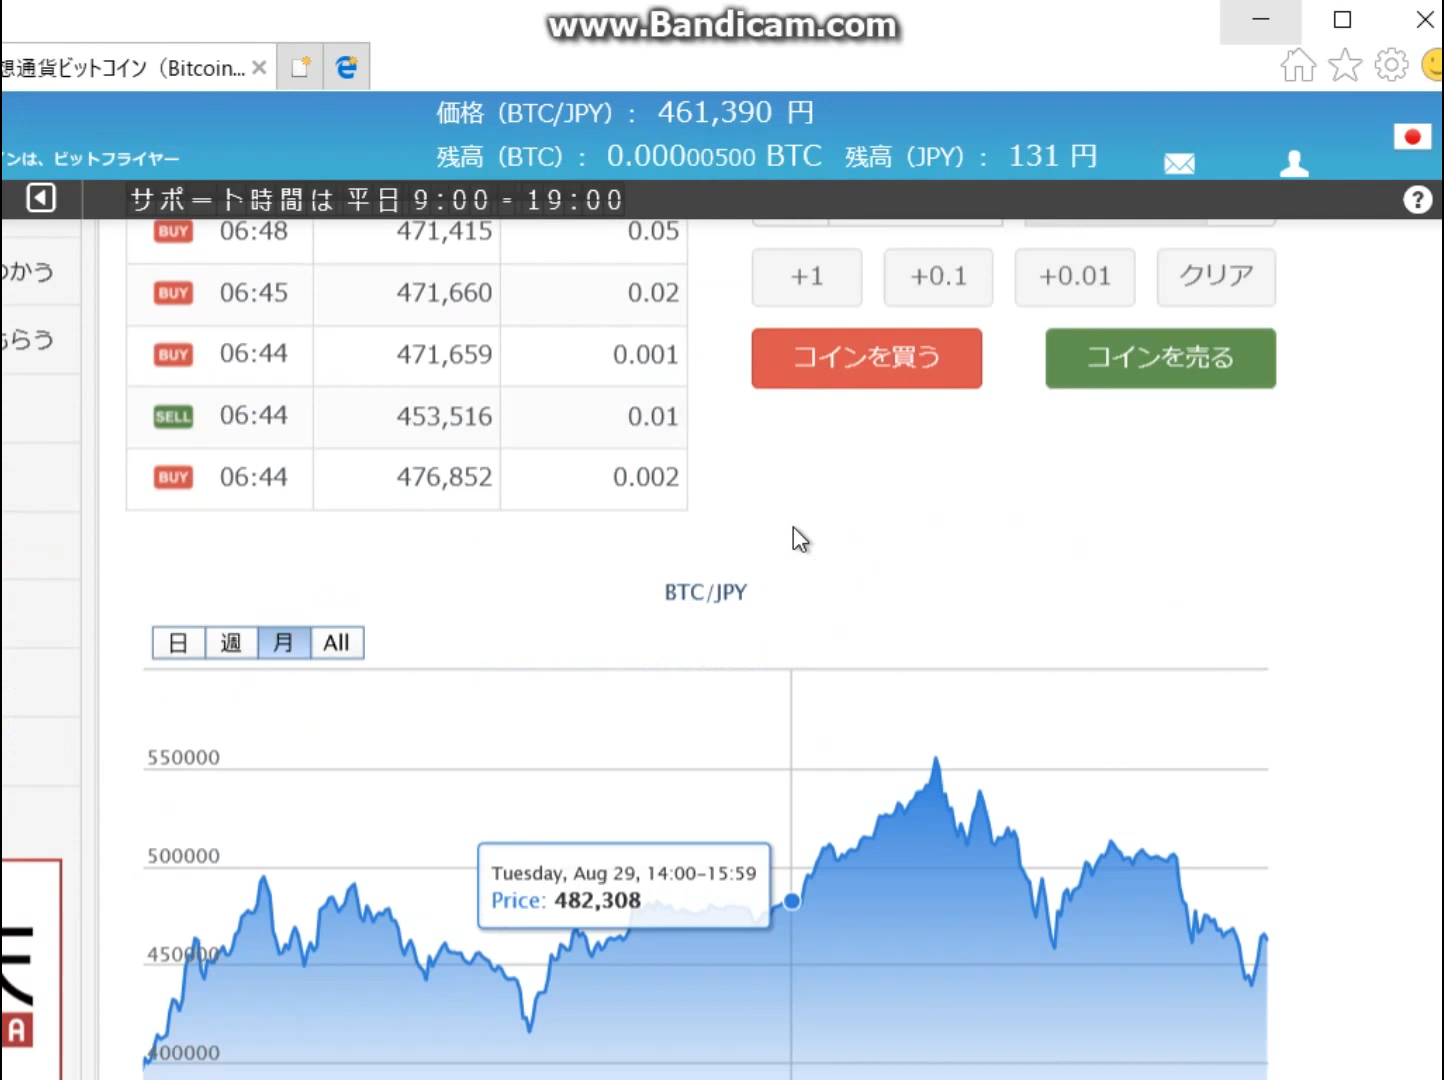 www.Bandicam.com
想通貨ビットコイン（Bitcoin...
価格（BTC/JPY）： 461,390 円
ンは、ビットフライヤー
残高（BTC）： 0.00000500 BTC 残高（JPY）： 131 円
サポート時間は 平日 9:00 - 19:00
BUY 06:48 471,415 0.05
BUY 06:45 471,660 0.02
BUY 06:44 471,659 0.001
SELL 06:44 453,516 0.01
BUY 06:44 476,852 0.002
+1 +0.1 +0.01 クリア
コインを買う コインを売る
つかう
もらう
BTC/JPY
日 週 月 All
550000
500000
450000
400000
Tuesday, Aug 29, 14:00-15:59
Price: 482,308
A